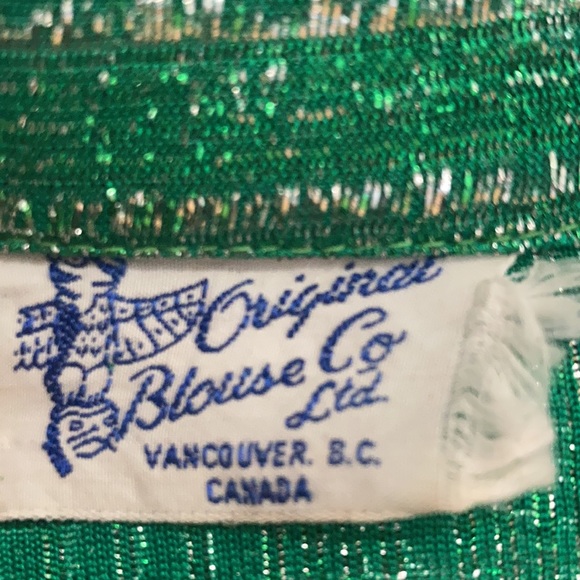 Original
Blouse Co
Ltd.
VANCOUVER. B.C.
CANADA